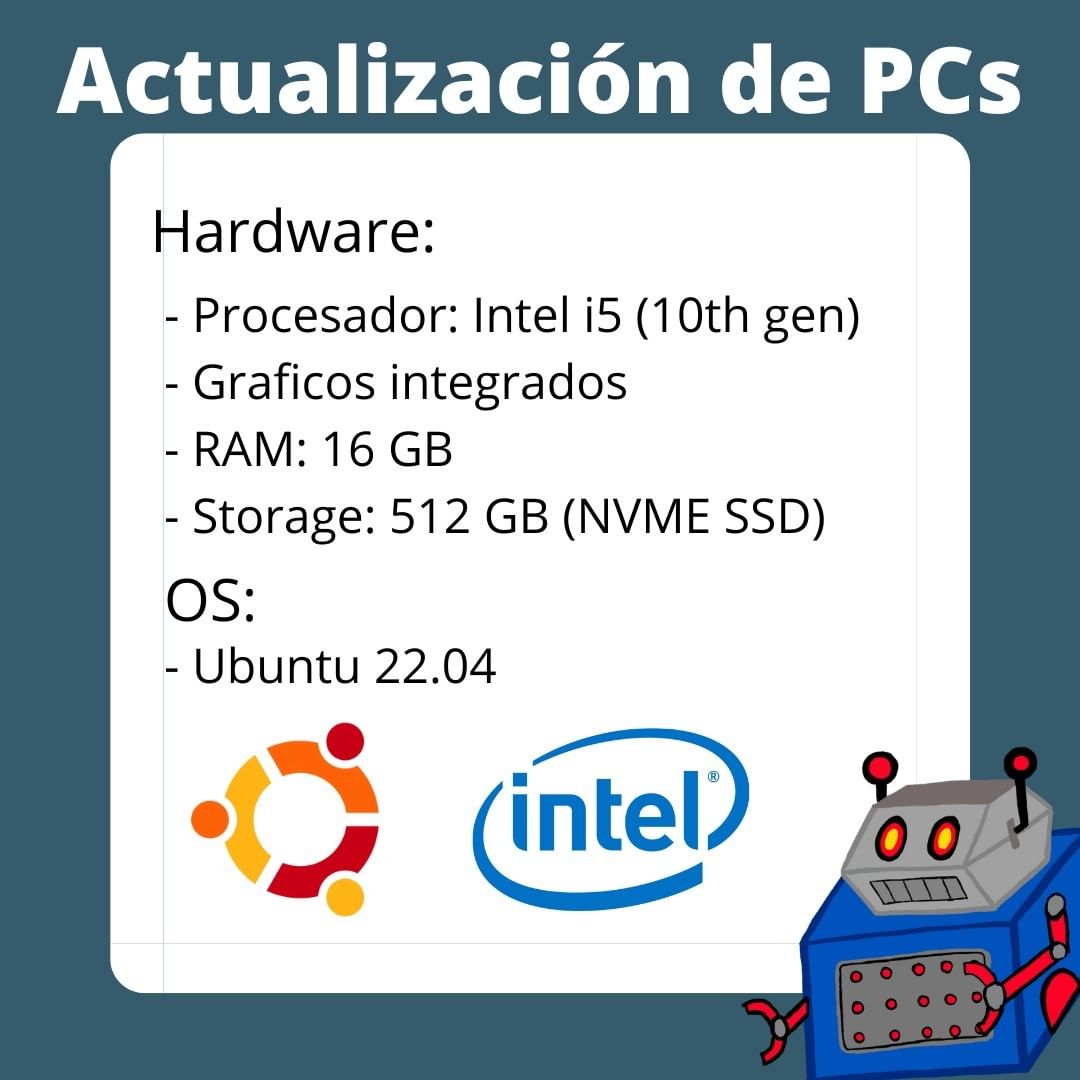 Actualización de PCs
Hardware:
- Procesador: Intel i5 (10th gen)
- Graficos integrados
- RAM: 16 GB
- Storage: 512 GB (NVME SSD)
OS:
- Ubuntu 22.04
intel®